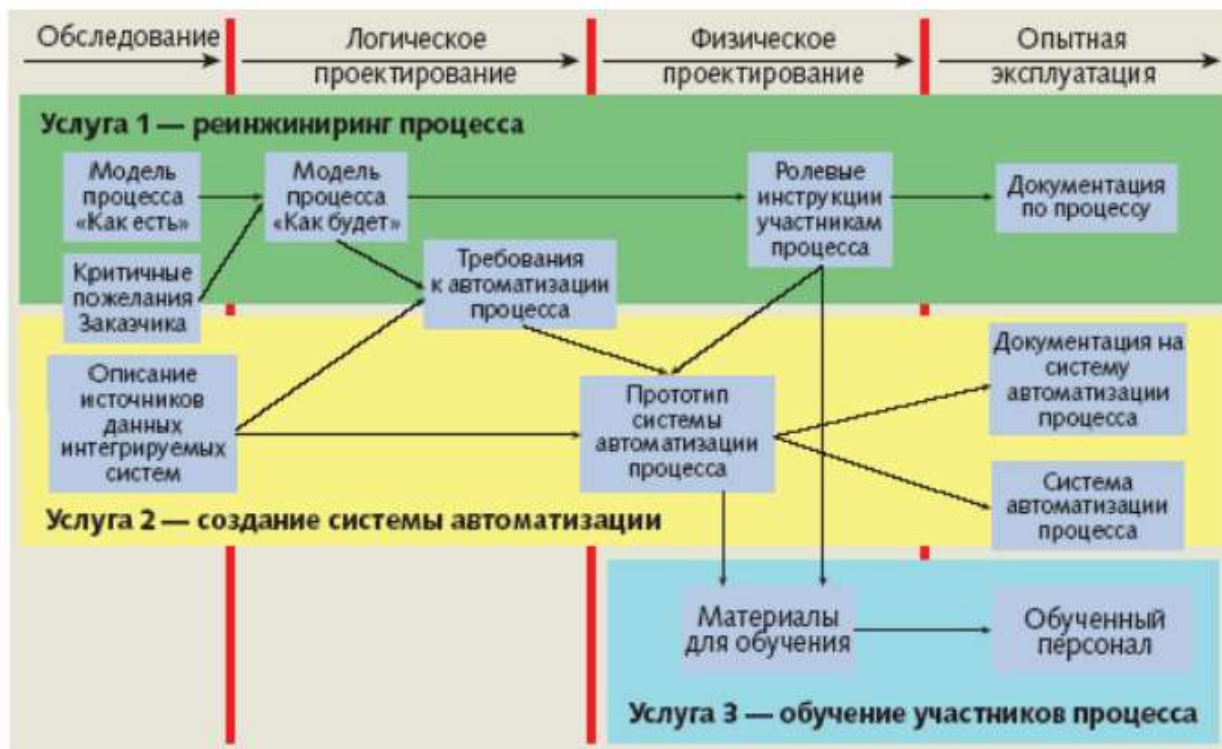 Обследование
Логическое
проектирование
Физическое
проектирование
Опытная
эксплуатация
Услуга 1 — реинжиниринг процесса
Модель
процесса
«Как есть»
Модель
процесса
«Как будет»
Ролевые
инструкции
участникам
процесса
Документация
по процессу
Критичные
пожелания
Заказчика
Требования
к автоматизации
процесса
Описание
источников
данных
интегрируемых
систем
Прототип
системы
автоматизации
процесса
Документация на
систему
автоматизации
процесса
Система
автоматизации
процесса
Услуга 2 — создание системы автоматизации
Материалы
для обучения
Обученный
персонал
Услуга 3 — обучение участников процесса